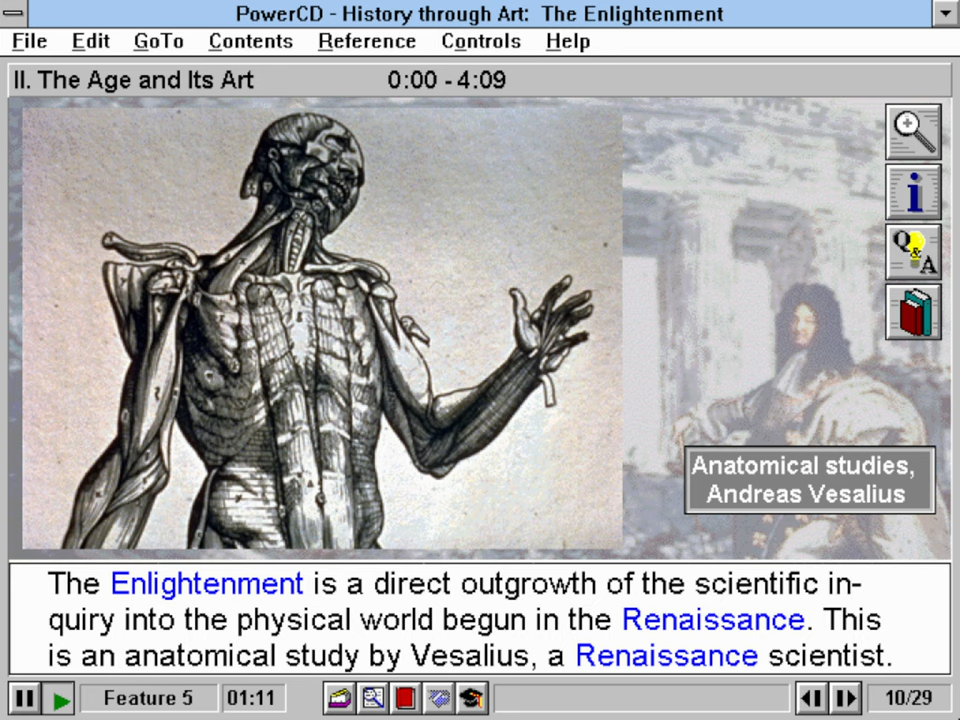 PowerCD - History through Art:  The Enlightenment
File Edit GoTo Contents Reference Controls Help
II. The Age and Its Art 0:00 - 4:09
Q & A
Anatomical studies,
Andreas Vesalius
The Enlightenment is a direct outgrowth of the scientific in-
quiry into the physical world begun in the Renaissance. This
is an anatomical study by Vesalius, a Renaissance scientist.
Feature 5 01:11 10/29